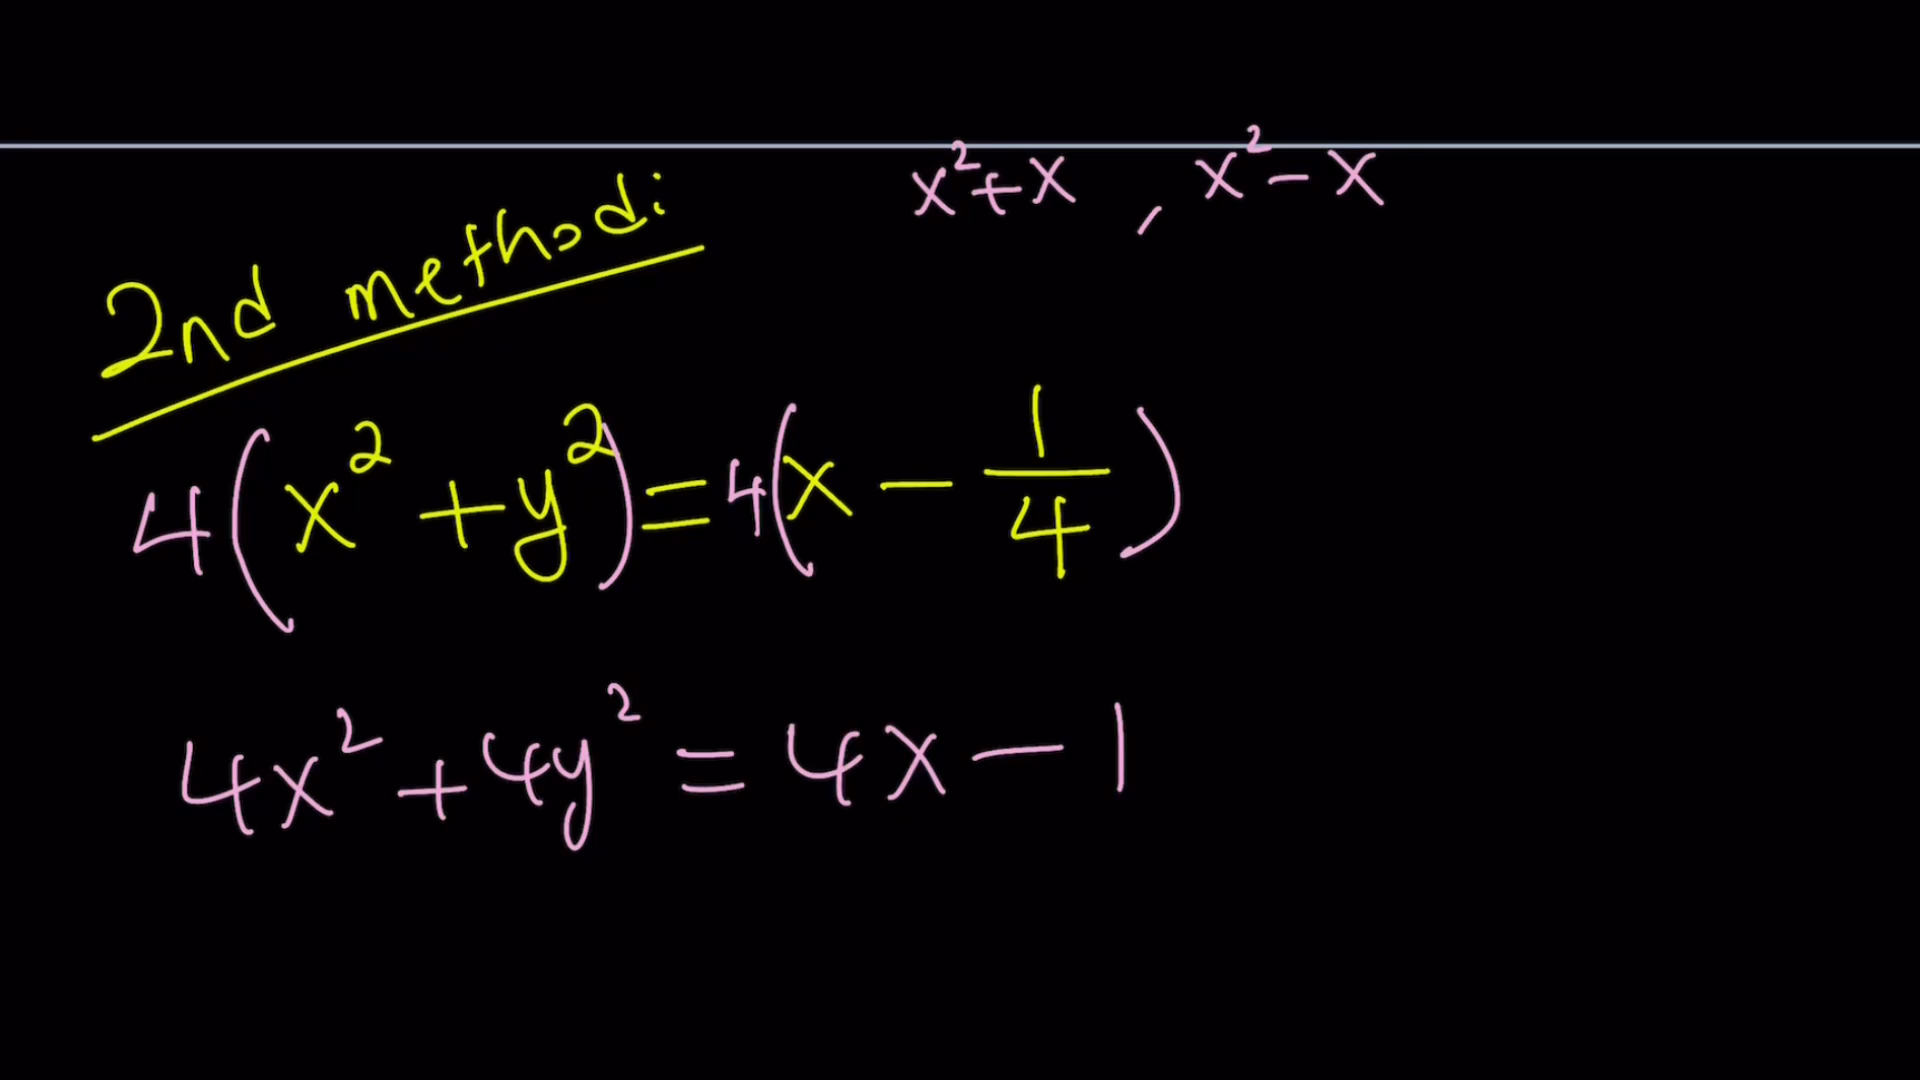 x²+x , x²-x
2nd method:
4(x²+y²)=4(x-1/4)
4x²+4y²=4x-1